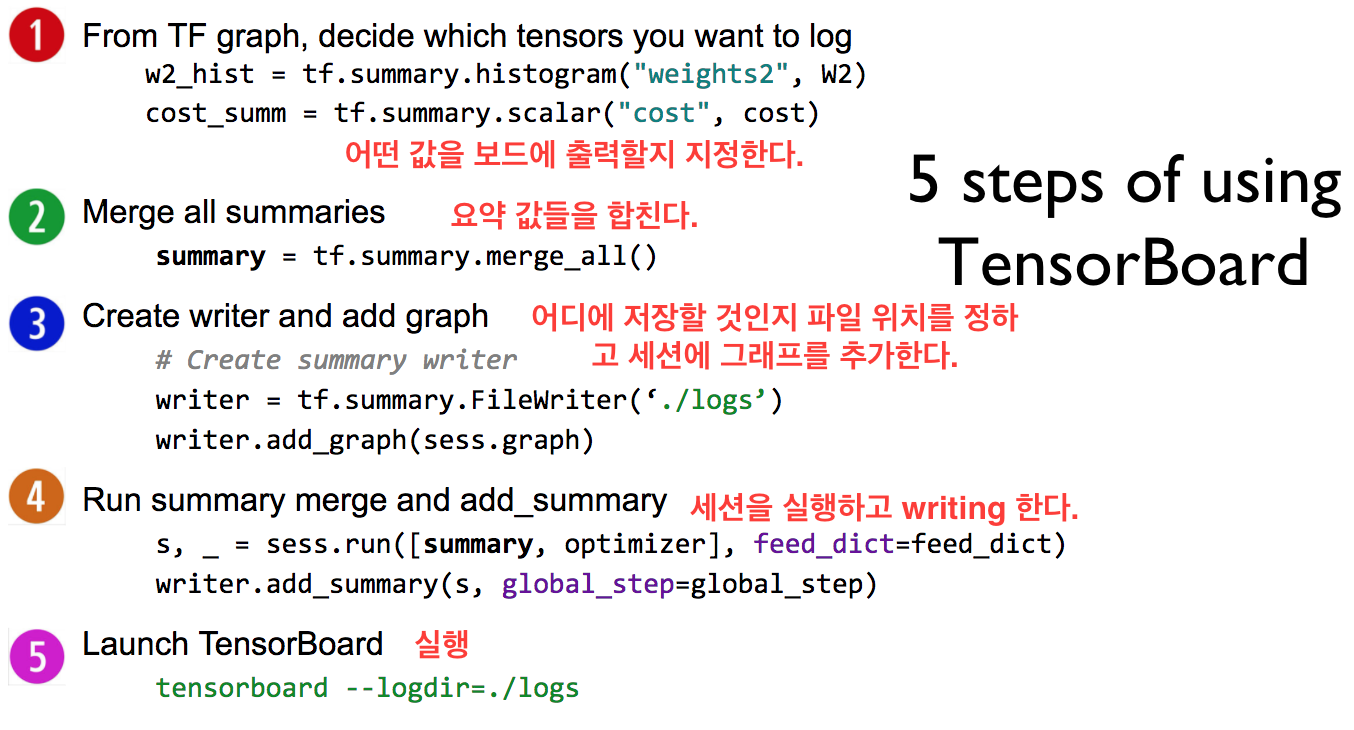 1 From TF graph, decide which tensors you want to log
w2_hist = tf.summary.histogram("weights2", W2)
cost_summ = tf.summary.scalar("cost", cost)
어떤 값을 보드에 출력할지 지정한다.
5 steps of using
TensorBoard
2 Merge all summaries 요약 값들을 합친다.
summary = tf.summary.merge_all()
3 Create writer and add graph 어디에 저장할 것인지 파일 위치를 정하
# Create summary writer 고 세션에 그래프를 추가한다.
writer = tf.summary.FileWriter(‘./logs’)
writer.add_graph(sess.graph)
4 Run summary merge and add_summary 세션을 실행하고 writing 한다.
s, _ = sess.run([summary, optimizer], feed_dict=feed_dict)
writer.add_summary(s, global_step=global_step)
5 Launch TensorBoard 실행
tensorboard --logdir=./logs